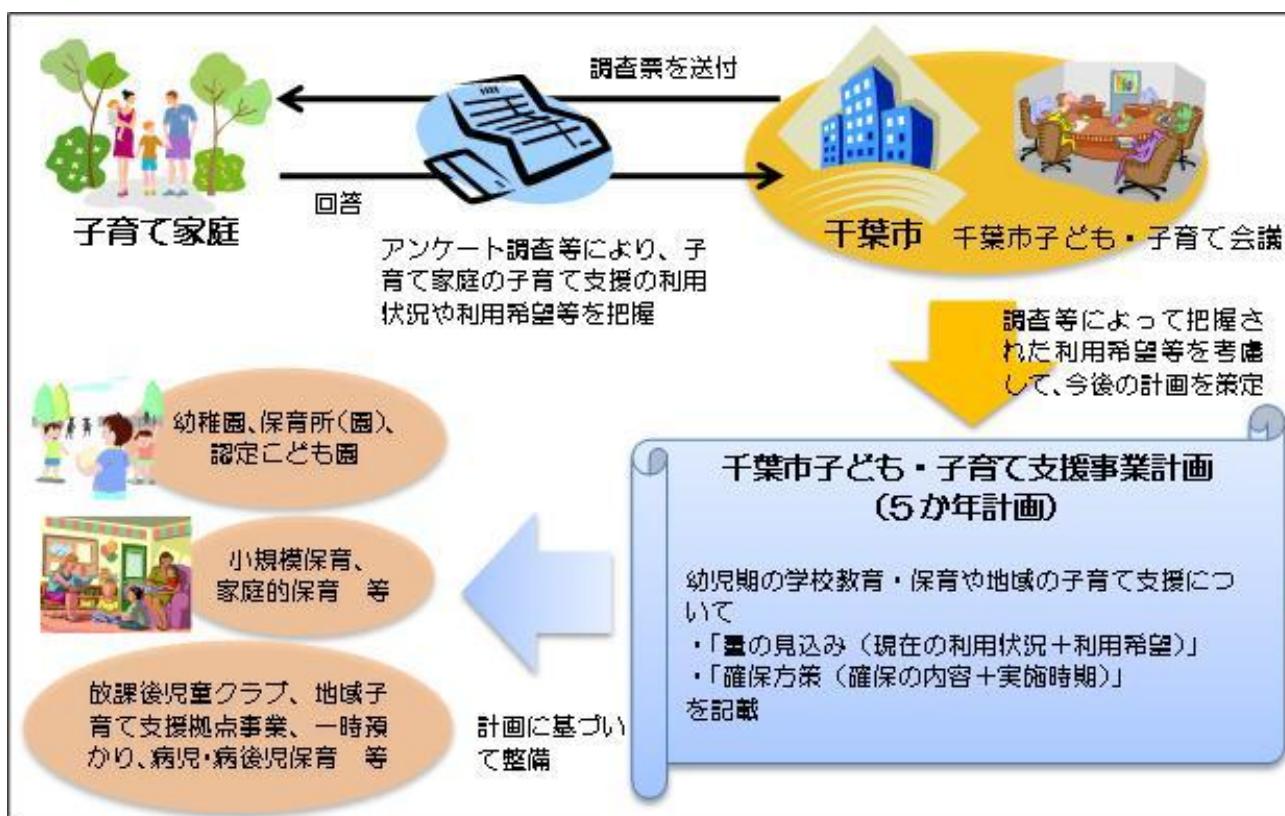 調査票を送付
回答
子育て家庭
アンケート調査等により、子
育て家庭の子育て支援の利用
状況や利用希望等を把握
千葉市 千葉市子ども・子育て会議
調査等によって把握さ
れた利用希望等を考慮
して、今後の計画を策定
千葉市子ども・子育て支援事業計画
(5か年計画)
幼児期の学校教育・保育や地域の子育て支援につ
いて
・「量の見込み(現在の利用状況+利用希望)」
・「確保方策(確保の内容+実施時期)」
を記載
計画に基づい
て整備
幼稚園、保育所(園)、
認定こども園
小規模保育、
家庭的保育 等
放課後児童クラブ、地域子
育て支援拠点事業、一時預
かり、病児・病後児保育 等